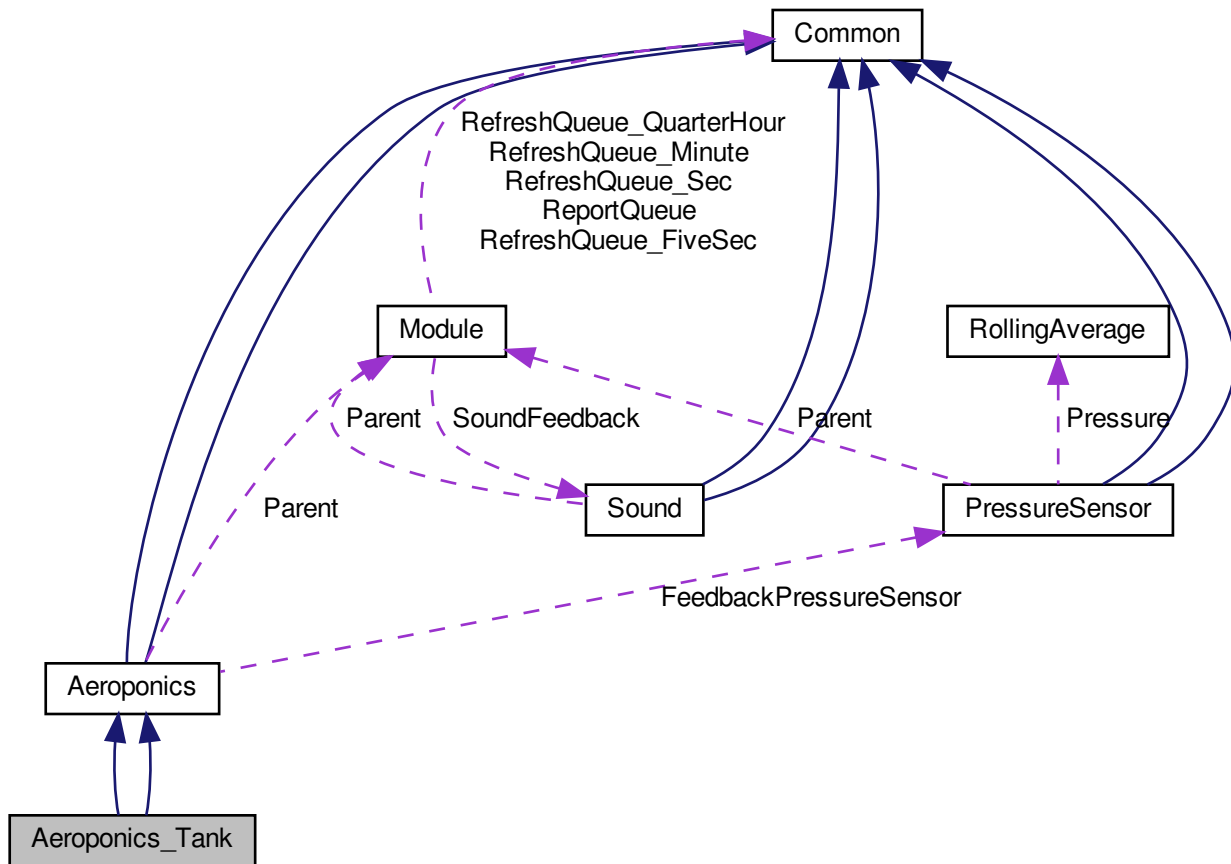 Common
RefreshQueue_QuarterHour
RefreshQueue_Minute
RefreshQueue_Sec
ReportQueue
RefreshQueue_FiveSec
Module
RollingAverage
Parent
SoundFeedback
Parent
Pressure
Parent
Sound
PressureSensor
FeedbackPressureSensor
Aeroponics
Aeroponics_Tank